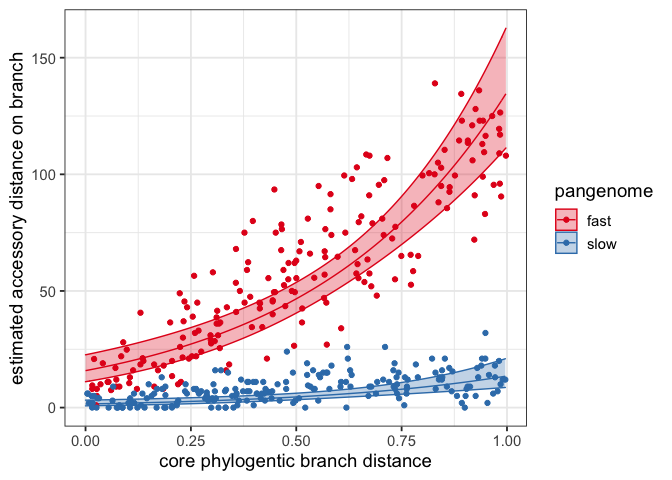 estimated accessory distance on branch
150
100
50
0
0.00 0.25 0.50 0.75 1.00
core phylogentic branch distance
pangenome
fast
slow